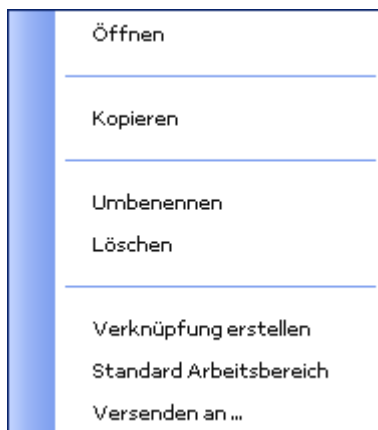 Öffnen
Kopieren
Umbenennen
Löschen
Verknüpfung erstellen
Standard Arbeitsbereich
Versenden an ...